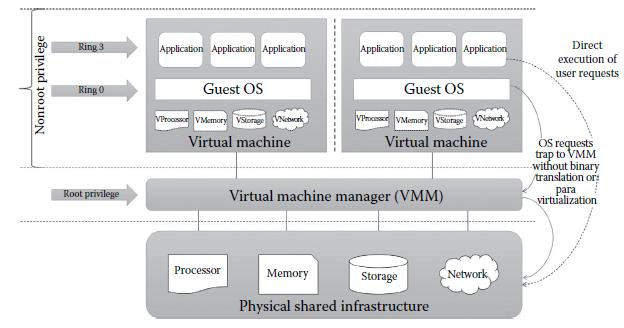 Nonroot privilege
Ring 3
Application Application Application
Application Application Application
Direct
execution of
user requests
Ring 0
Guest OS
Guest OS
VProcessor VMemory VStorage VNetwork
VProcessor VMemory VStorage VNetwork
Virtual machine
Virtual machine
OS requests
trap to VMM
without binary
translation or
para
virtualization
Root privilege
Virtual machine manager (VMM)
Processor
Memory
Storage
Network
Physical shared infrastructure